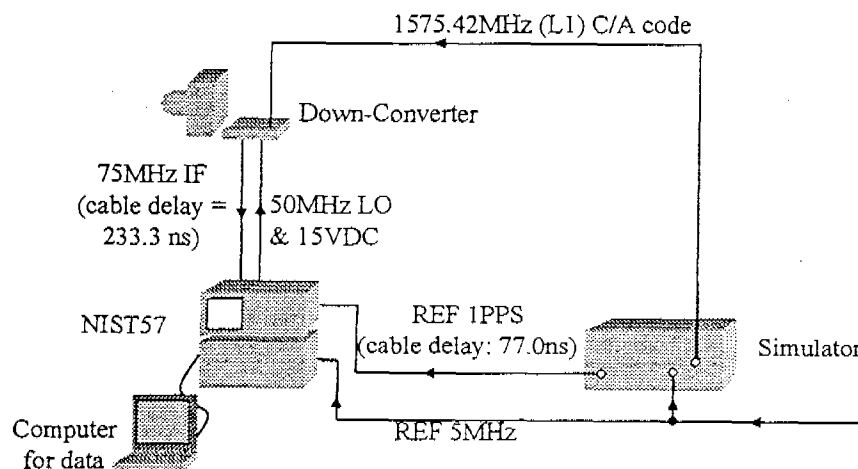 1575.42MHz (L1) C/A code
Down-Converter
75MHz IF
(cable delay =
233.3 ns)
50MHz LO
& 15VDC
NIST57
REF 1PPS
(cable delay: 77.0ns)
Simulator
REF 5MHz
Computer
for data